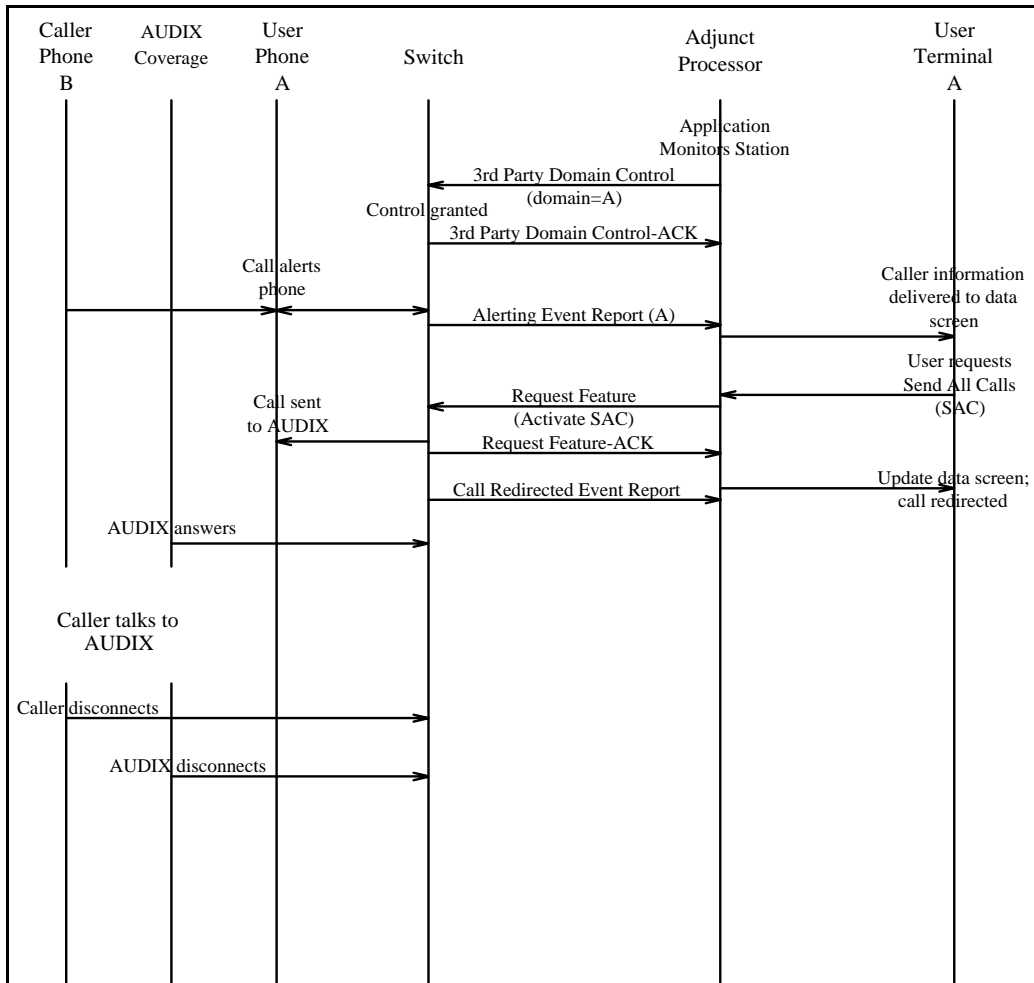 Caller
Phone
B
AUDIX
Coverage
User
Phone
A
Switch
Adjunct
Processor
User
Terminal
A
Application
Monitors Station
3rd Party Domain Control
(domain=A)
Control granted
3rd Party Domain Control-ACK
Call alerts
phone
Caller information
delivered to data
screen
Alerting Event Report (A)
User requests
Send All Calls
(SAC)
Request Feature
(Activate SAC)
Call sent
to AUDIX
Request Feature-ACK
Update data screen;
call redirected
Call Redirected Event Report
AUDIX answers
Caller talks to
AUDIX
Caller disconnects
AUDIX disconnects